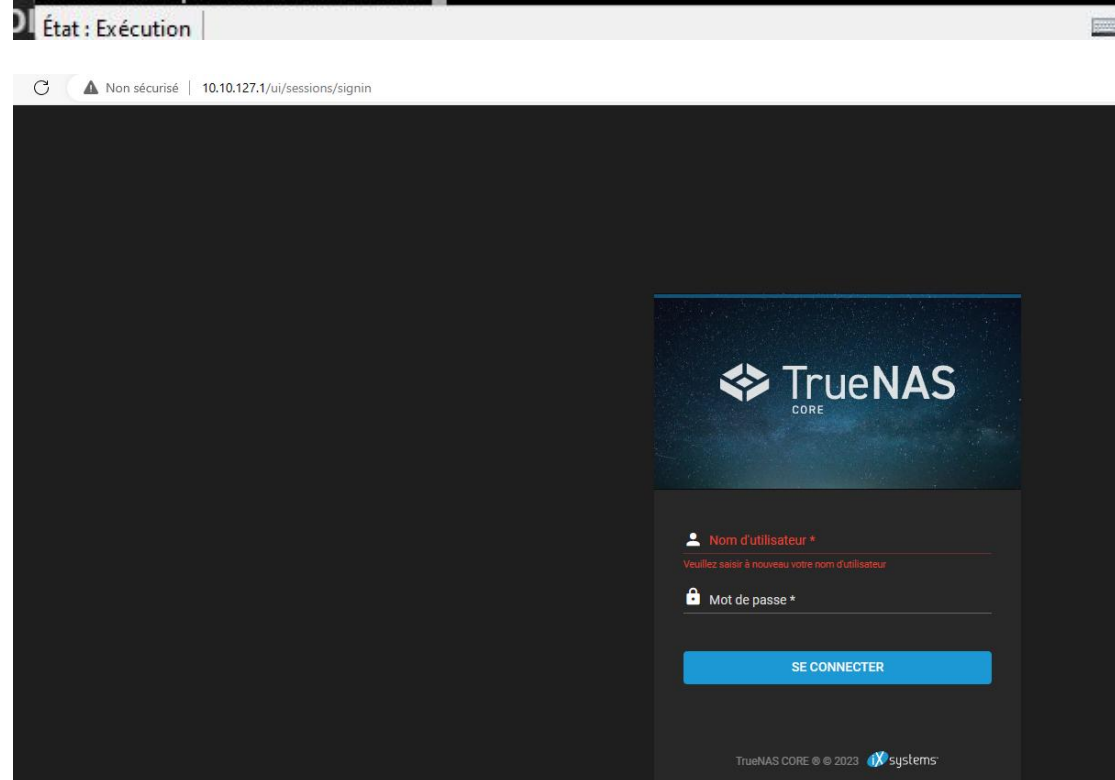 État : Exécution
Non sécurisé | 10.10.127.1/ui/sessions/signin
TrueNAS
CORE
Nom d'utilisateur *
Veuillez saisir à nouveau votre nom d'utilisateur
Mot de passe *
SE CONNECTER
TrueNAS CORE ® © 2023 iXsystems